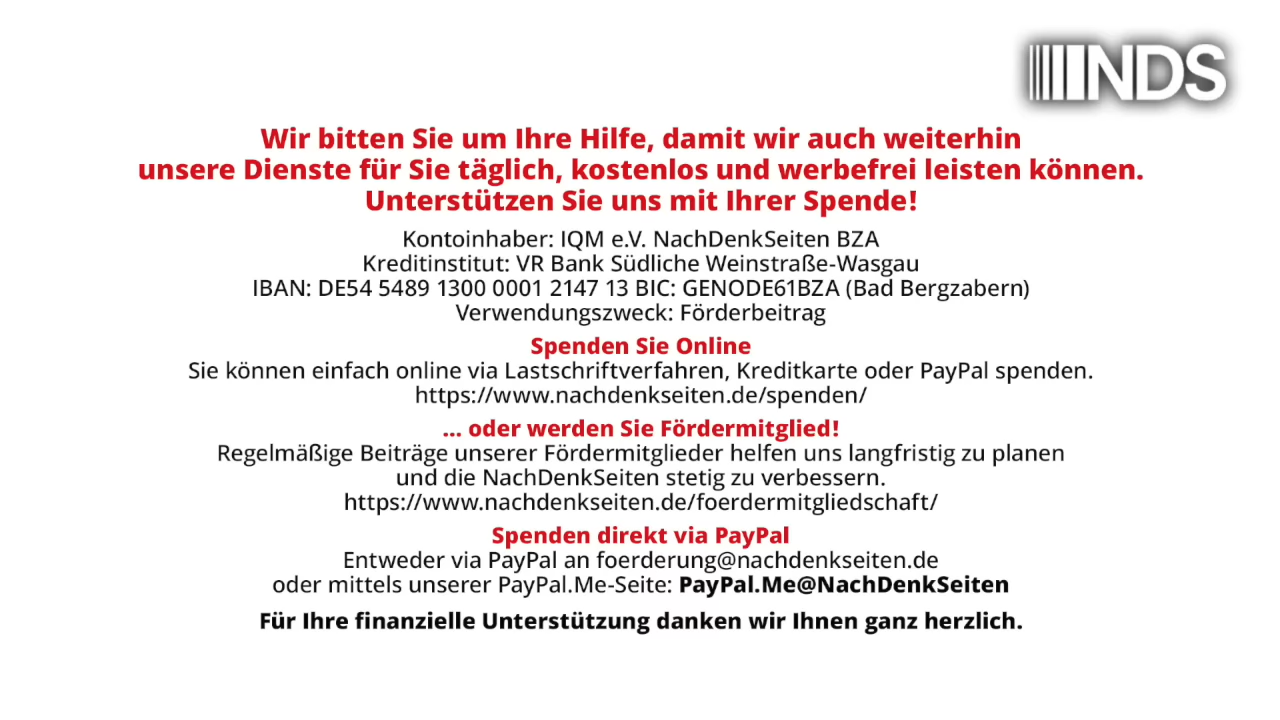 NDS
Wir bitten Sie um Ihre Hilfe, damit wir auch weiterhin
unsere Dienste für Sie täglich, kostenlos und werbefrei leisten können.
Unterstützen Sie uns mit Ihrer Spende!
Kontoinhaber: IQM e.V. NachDenkSeiten BZA
Kreditinstitut: VR Bank Südliche Weinstraße-Wasgau
IBAN: DE54 5489 1300 0001 2147 13 BIC: GENODE61BZA (Bad Bergzabern)
Verwendungszweck: Förderbeitrag
Spenden Sie Online
Sie können einfach online via Lastschriftverfahren, Kreditkarte oder PayPal spenden.
https://www.nachdenkseiten.de/spenden/
... oder werden Sie Fördermitglied!
Regelmäßige Beiträge unserer Fördermitglieder helfen uns langfristig zu planen
und die NachDenkSeiten stetig zu verbessern.
https://www.nachdenkseiten.de/foerdermitgliedschaft/
Spenden direkt via PayPal
Entweder via PayPal an foerderung@nachdenkseiten.de
oder mittels unserer PayPal.Me-Seite: PayPal.Me@NachDenkSeiten
Für Ihre finanzielle Unterstützung danken wir Ihnen ganz herzlich.